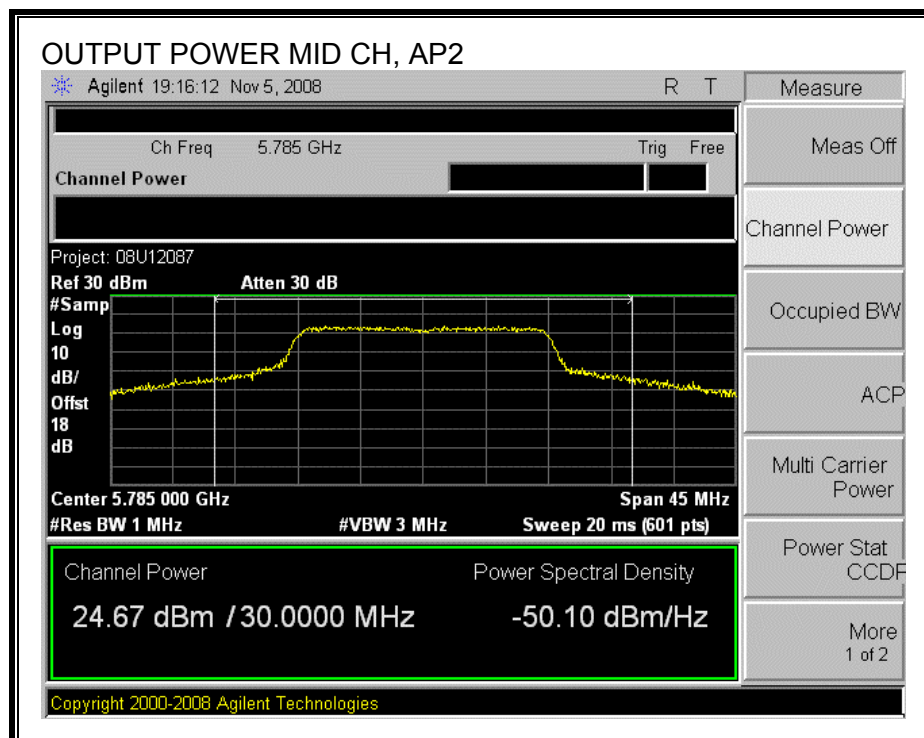 OUTPUT POWER MID CH, AP2
Agilent 19:16:12 Nov 5, 2008 R T
Measure
Ch Freq 5.785 GHz Trig Free
Channel Power
Meas Off
Channel Power
Occupied BW
ACP
Multi Carrier
Power
Power Stat
CCDF
More
1 of 2
Project: 08U12087
Ref 30 dBm Atten 30 dB
#Samp
Log
10
dB/
Offst
18
dB
Center 5.785 000 GHz Span 45 MHz
#Res BW 1 MHz #VBW 3 MHz Sweep 20 ms (601 pts)
Channel Power Power Spectral Density
24.67 dBm / 30.0000 MHz -50.10 dBm/Hz
Copyright 2000-2008 Agilent Technologies